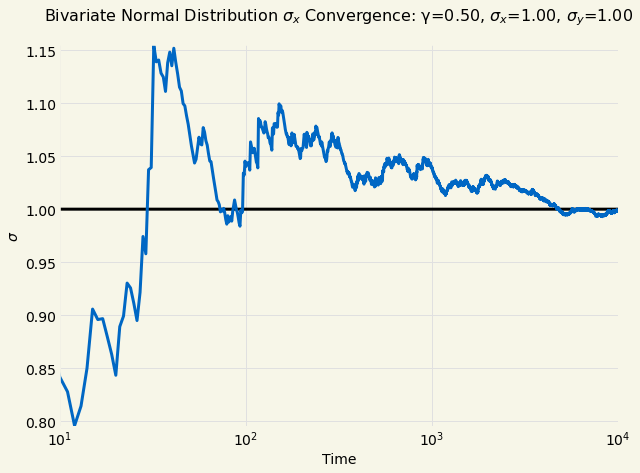 Bivariate Normal Distribution σₓ Convergence: γ=0.50, σₓ=1.00, σᵧ=1.00
1.15
1.10
1.05
1.00
0.95
0.90
0.85
0.80
σ
10¹ 10² 10³ 10⁴
Time